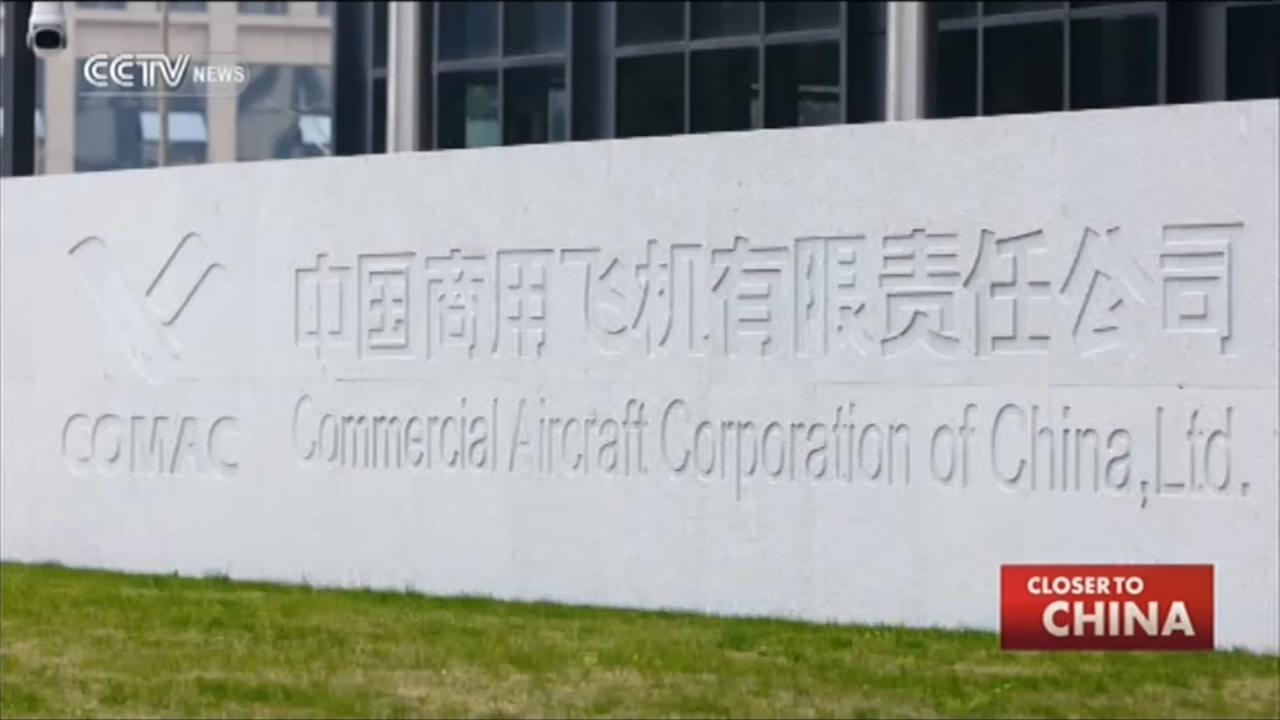 CCTV NEWS
中国商用飞机有限责任公司
COMAC
Commercial Aircraft Corporation of China,Ltd.
CLOSER TO
CHINA